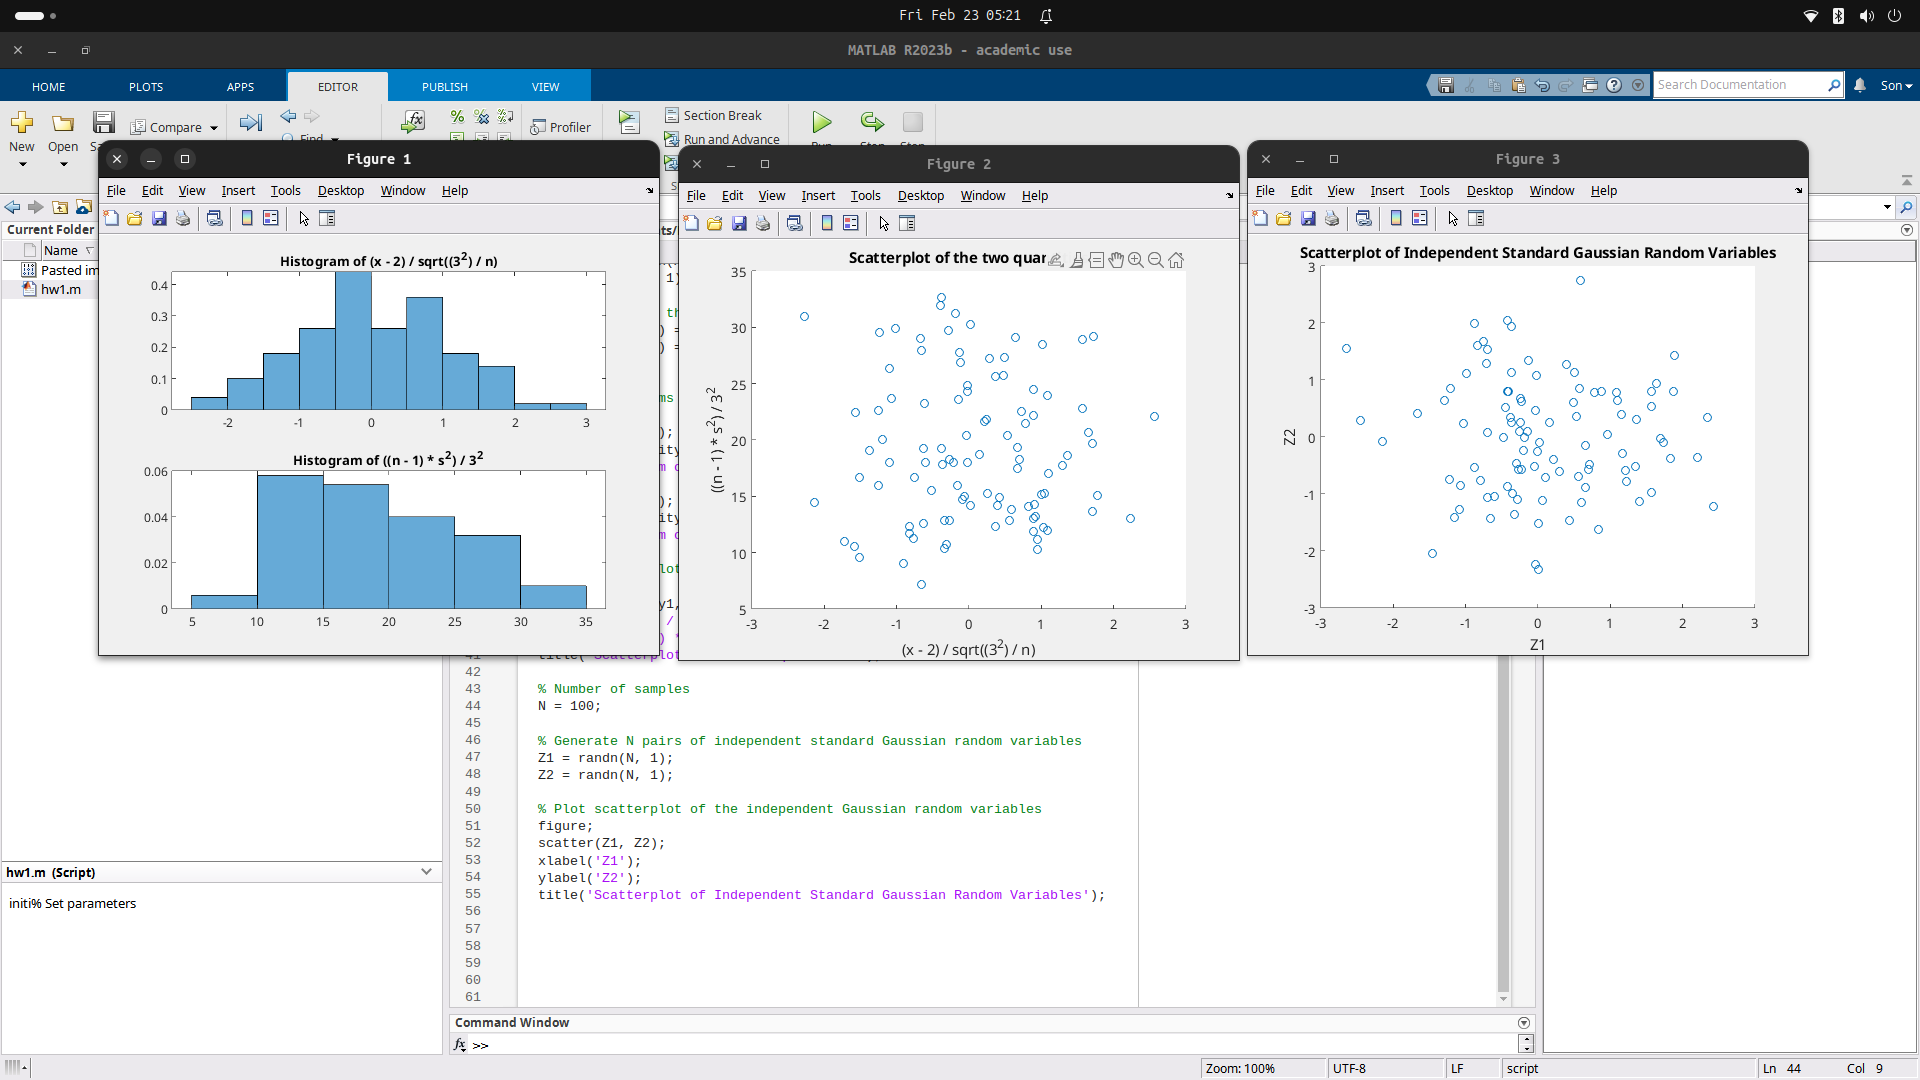 Fri Feb 23 05:21
MATLAB R2023b - academic use
HOME PLOTS APPS EDITOR PUBLISH VIEW
Search Documentation
Son
New
Open
Compare
Find
Profiler
Section Break
Run and Advance
Current Folder
Name
Pasted im
hw1.m
Figure 1
File Edit View Insert Tools Desktop Window Help
Histogram of (x - 2) / sqrt((3²) / n)
0.4
0.3
0.2
0.1
0
-2 -1 0 1 2 3
Histogram of ((n - 1) * s²) / 3²
0.06
0.04
0.02
0
5 10 15 20 25 30 35
Figure 2
File Edit View Insert Tools Desktop Window Help
Scatterplot of the two quar
((n - 1) * s²) / 3²
35
30
25
20
15
10
5
-3 -2 -1 0 1 2 3
(x - 2) / sqrt((3²) / n)
Figure 3
File Edit View Insert Tools Desktop Window Help
Scatterplot of Independent Standard Gaussian Random Variables
Z2
3
2
1
0
-1
-2
-3
-3 -2 -1 0 1 2 3
Z1
42
43 % Number of samples
44 N = 100;
45
46 % Generate N pairs of independent standard Gaussian random variables
47 Z1 = randn(N, 1);
48 Z2 = randn(N, 1);
49
50 % Plot scatterplot of the independent Gaussian random variables
51 figure;
52 scatter(Z1, Z2);
53 xlabel('Z1');
54 ylabel('Z2');
55 title('Scatterplot of Independent Standard Gaussian Random Variables');
56
57
58
59
60
61
hw1.m (Script)
initi% Set parameters
Command Window
fx >>
Zoom: 100% UTF-8 LF script Ln 44 Col 9